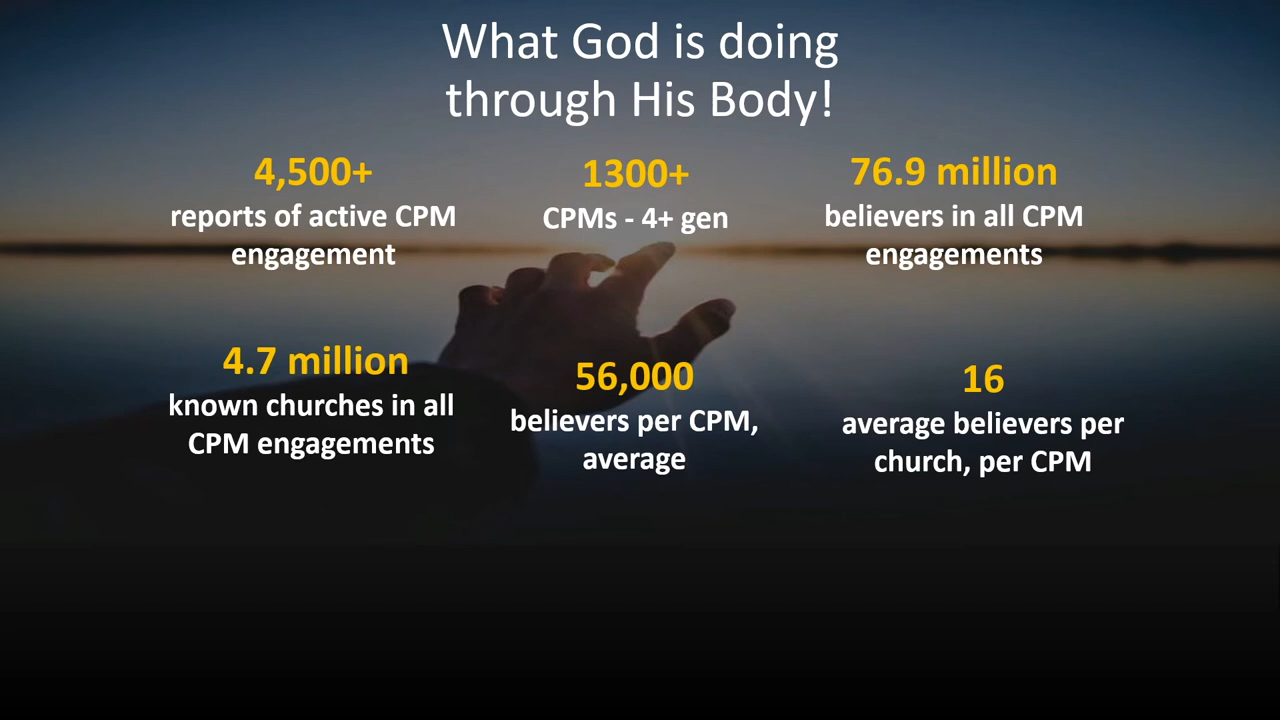 What God is doing
through His Body!
4,500+
reports of active CPM
engagement
1300+
CPMs - 4+ gen
76.9 million
believers in all CPM
engagements
4.7 million
known churches in all
CPM engagements
56,000
believers per CPM,
average
16
average believers per
church, per CPM